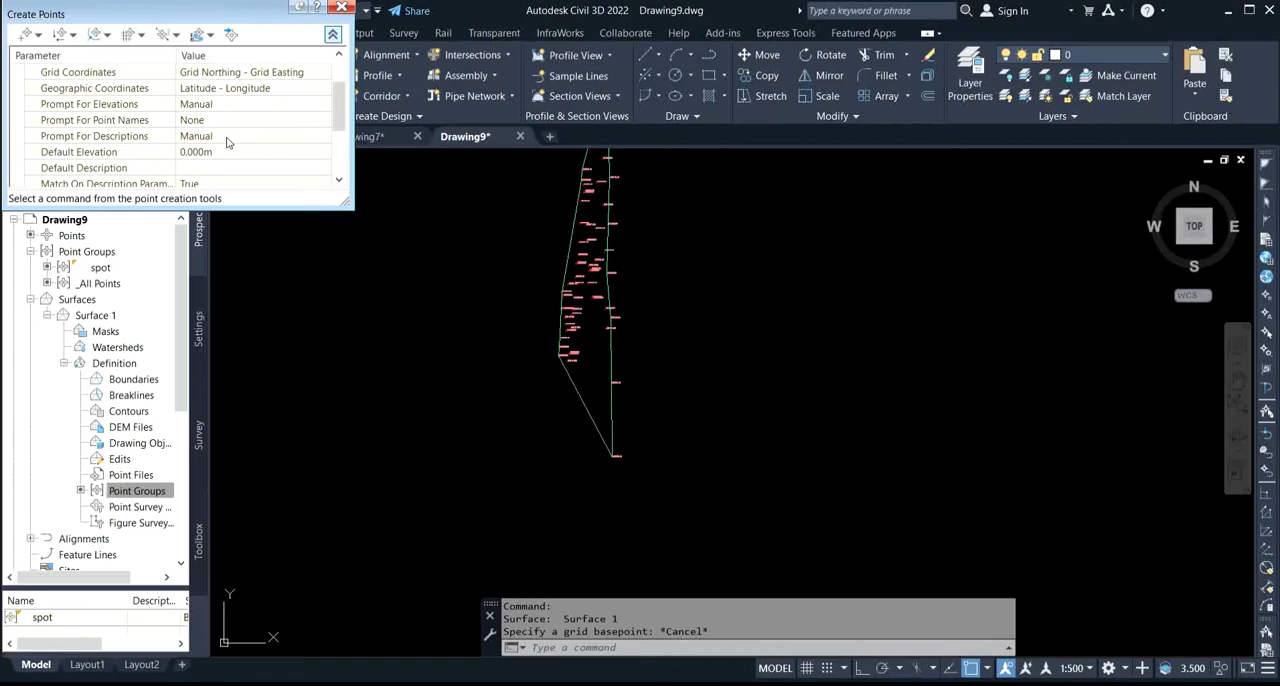 Create Points
Share
Autodesk Civil 3D 2022
Drawing9.dwg
Type a keyword or phrase
Sign In
Parameter
Value
Grid Coordinates
Grid Northing - Grid Easting
Geographic Coordinates
Latitude - Longitude
Prompt For Elevations
Manual
Prompt For Point Names
None
Prompt For Descriptions
Manual
Default Elevation
0.000m
Default Description
Match On Description Param...
True
Select a command from the point creation tools
Survey
Rail
Transparent
InfraWorks
Collaborate
Help
Add-ins
Express Tools
Featured Apps
Alignment
Intersections
Profile
Assembly
Corridor
Pipe Network
Profile View
Sample Lines
Section Views
Profile & Section Views
Draw
Move
Rotate
Trim
Copy
Mirror
Fillet
Stretch
Scale
Array
Modify
Layer
Properties
0
Make Current
Match Layer
Layers
Paste
Clipboard
Drawing9*
Drawing9
Points
Point Groups
spot
_All Points
Surfaces
Surface 1
Masks
Watersheds
Definition
Boundaries
Breaklines
Contours
DEM Files
Drawing Obj...
Edits
Point Files
Point Groups
Point Survey ...
Figure Survey...
Alignments
Feature Lines
Settings
Survey
Toolbox
Name
Descript...
spot
N
W
TOP
E
S
WCS
Y
X
Command:
Surface: Surface 1
Specify a grid basepoint: *Cancel*
Type a command
Model
Layout1
Layout2
MODEL
1:500
3.500